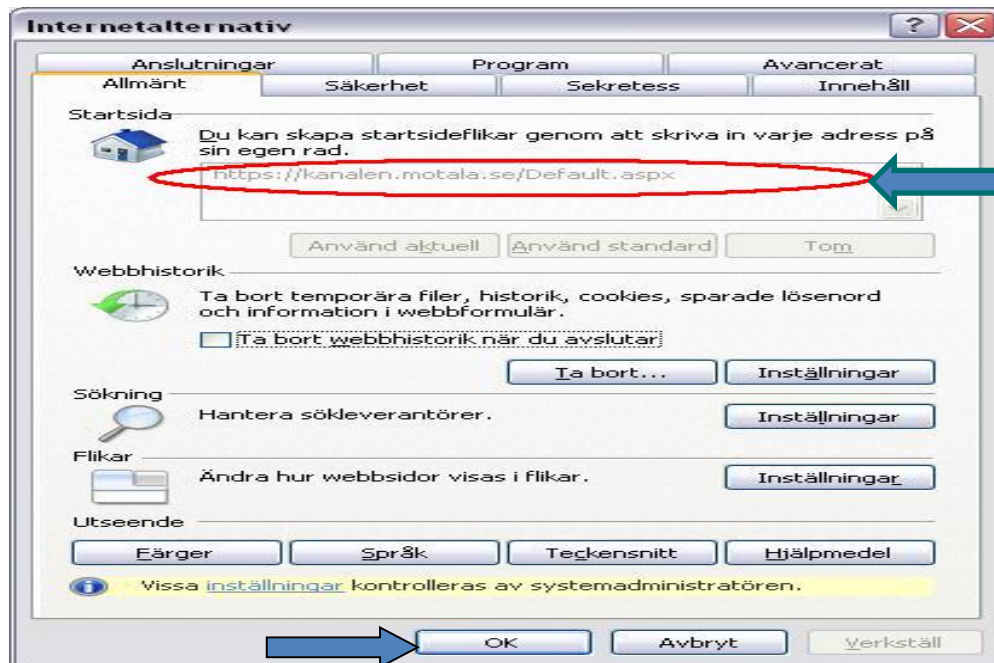 Internetalternativ
Anslutningar Program Avancerat
Allmänt Säkerhet Sekretess Innehåll
Startsida
Du kan skapa startsideflikar genom att skriva in varje adress på
sin egen rad.
https://kanalen.motala.se/Default.aspx
Använd aktuell Använd standard Tom
Webbhistorik
Ta bort temporära filer, historik, cookies, sparade lösenord
och information i webbformulär.
Ta bort webbhistorik när du avslutar
Ta bort... Inställningar
Sökning
Hantera sökleverantörer. Inställningar
Flikar
Ändra hur webbsidor visas i flikar. Inställningar
Utseende
Färger Språk Teckensnitt Hjälpmedel
Vissa inställningar kontrolleras av systemadministratören.
OK Avbryt Verkställ